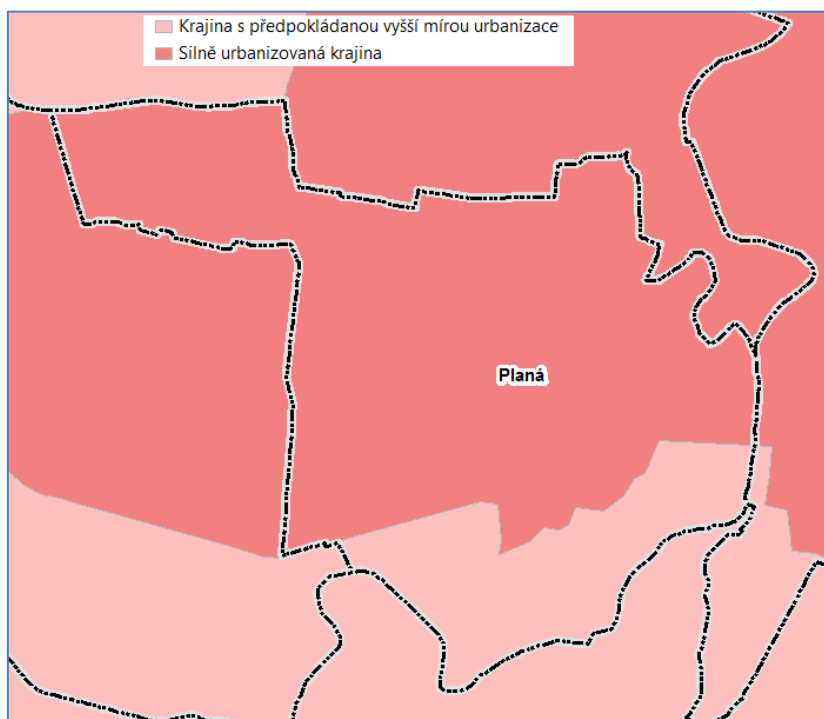 Krajina s předpokládanou vyšší mírou urbanizace
Silně urbanizovaná krajina
Planá